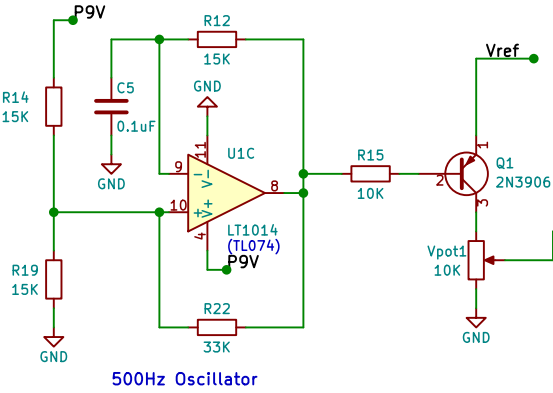 P9V
R12
15K
R14
15K
C5
0.1uF
GND
GND
Vref
U1C
11
V-
9
-
8
10
+
V+
4
LT1014
(TL074)
P9V
R15
10K
1
2
3
Q1
2N3906
R19
15K
Vpot1
10K
R22
33K
GND
GND
500Hz Oscillator